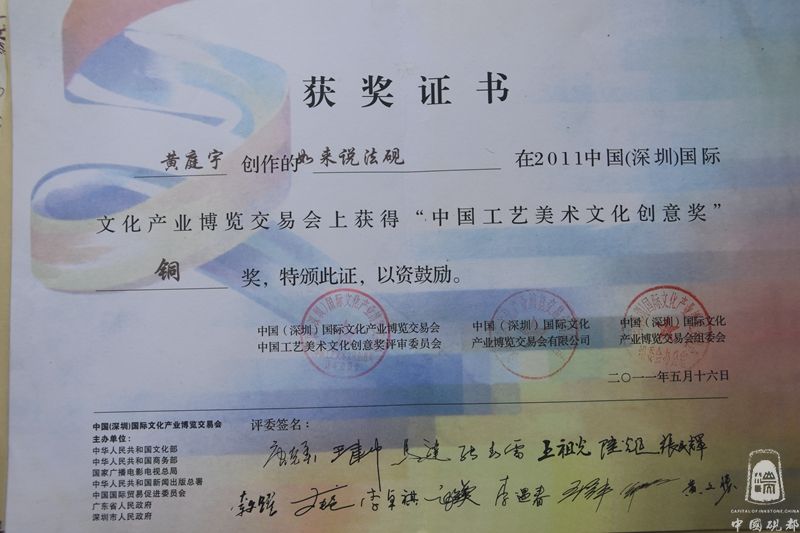 获奖证书
黄庭宇 创作的如来说法砚 在2011中国(深圳)国际
文化产业博览交易会上获得“中国工艺美术文化创意奖”
铜 奖，特颁此证，以资鼓励。
中国（深圳）国际文化产业博览交易会
中国工艺美术文化创意奖评审委员会
中国（深圳）国际文化
产业博览交易会有限公司
中国（深圳）国际文化
产业博览交易会组委会
二〇一一年五月十六日
中国(深圳)国际文化产业博览交易会
主办单位：
中华人民共和国文化部
中华人民共和国商务部
国家广播电影电视总局
中华人民共和国新闻出版总署
中国国际贸易促进委员会
广东省人民政府
深圳市人民政府
评委签名：
王祖光
李遇春
CAPITAL OF INKSTONE,CHINA
中国砚都